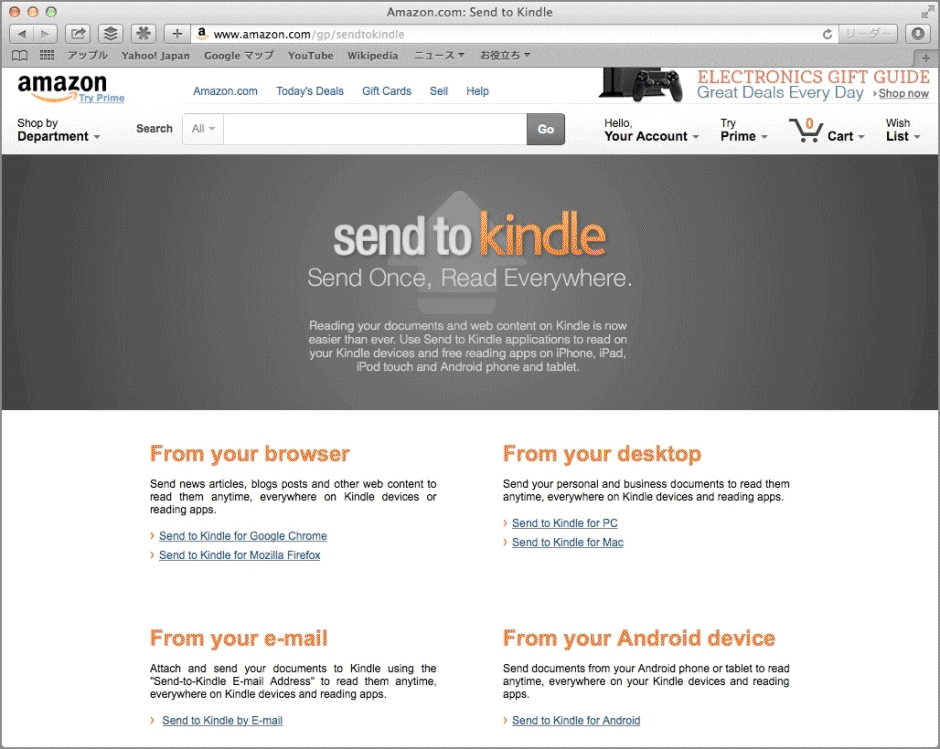 Amazon.com: Send to Kindle
www.amazon.com/gp/sendtokindle
リーダー
アップル Yahoo! Japan Google マップ YouTube Wikipedia ニュース お役立ち
amazon
Try Prime
Amazon.com Today's Deals Gift Cards Sell Help
ELECTRONICS GIFT GUIDE
Great Deals Every Day
Shop now
Shop by
Department
Search
All
Go
Hello,
Your Account
Try
Prime
0
Cart
Wish
List
send to kindle
Send Once, Read Everywhere.
Reading your documents and web content on Kindle is now
easier than ever. Use Send to Kindle applications to read on
your Kindle devices and free reading apps on iPhone, iPad,
iPod touch and Android phone and tablet.
From your browser
Send news articles, blogs posts and other web content to
read them anytime, everywhere on Kindle devices or
reading apps.
Send to Kindle for Google Chrome
Send to Kindle for Mozilla Firefox
From your desktop
Send your personal and business documents to read them
anytime, everywhere on Kindle devices and reading apps.
Send to Kindle for PC
Send to Kindle for Mac
From your e-mail
Attach and send your documents to Kindle using the
"Send-to-Kindle E-mail Address" to read them anytime,
everywhere on Kindle devices and reading apps.
Send to Kindle by E-mail
From your Android device
Send documents from your Android phone or tablet to read
anytime, everywhere on your Kindle devices and reading
apps.
Send to Kindle for Android